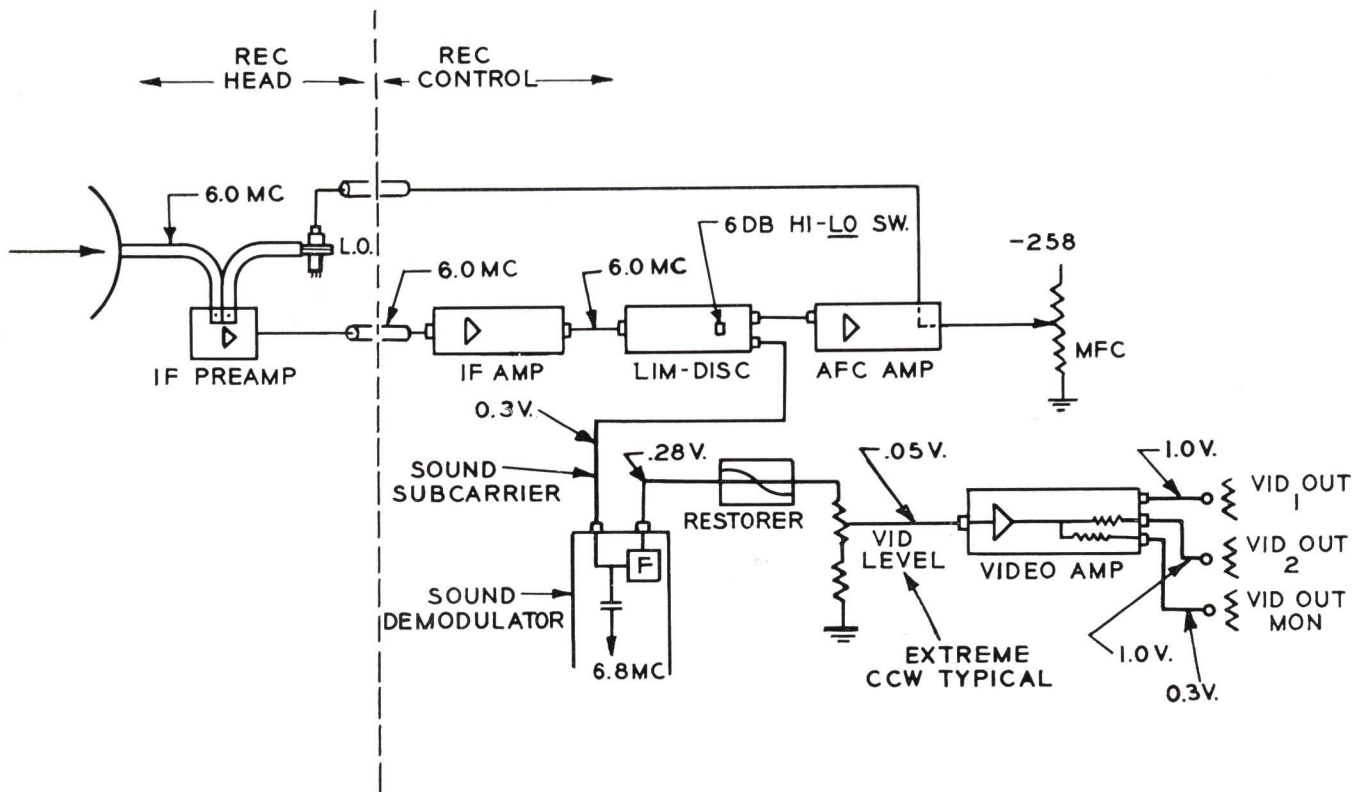 REC
HEAD
REC
CONTROL
6.0 MC
L.O.
6 DB HI-LO SW.
-258
6.0 MC
6.0 MC
MFC
IF PREAMP
IF AMP
LIM-DISC
AFC AMP
0.3V.
SOUND
SUBCARRIER
.28V.
RESTORER
.05V.
VID
LEVEL
1.0V.
VID OUT
1
VIDEO AMP
VID OUT
2
VID OUT
MON
F
SOUND
DEMODULATOR
6.8MC
EXTREME
CCW TYPICAL
1.0V.
0.3V.